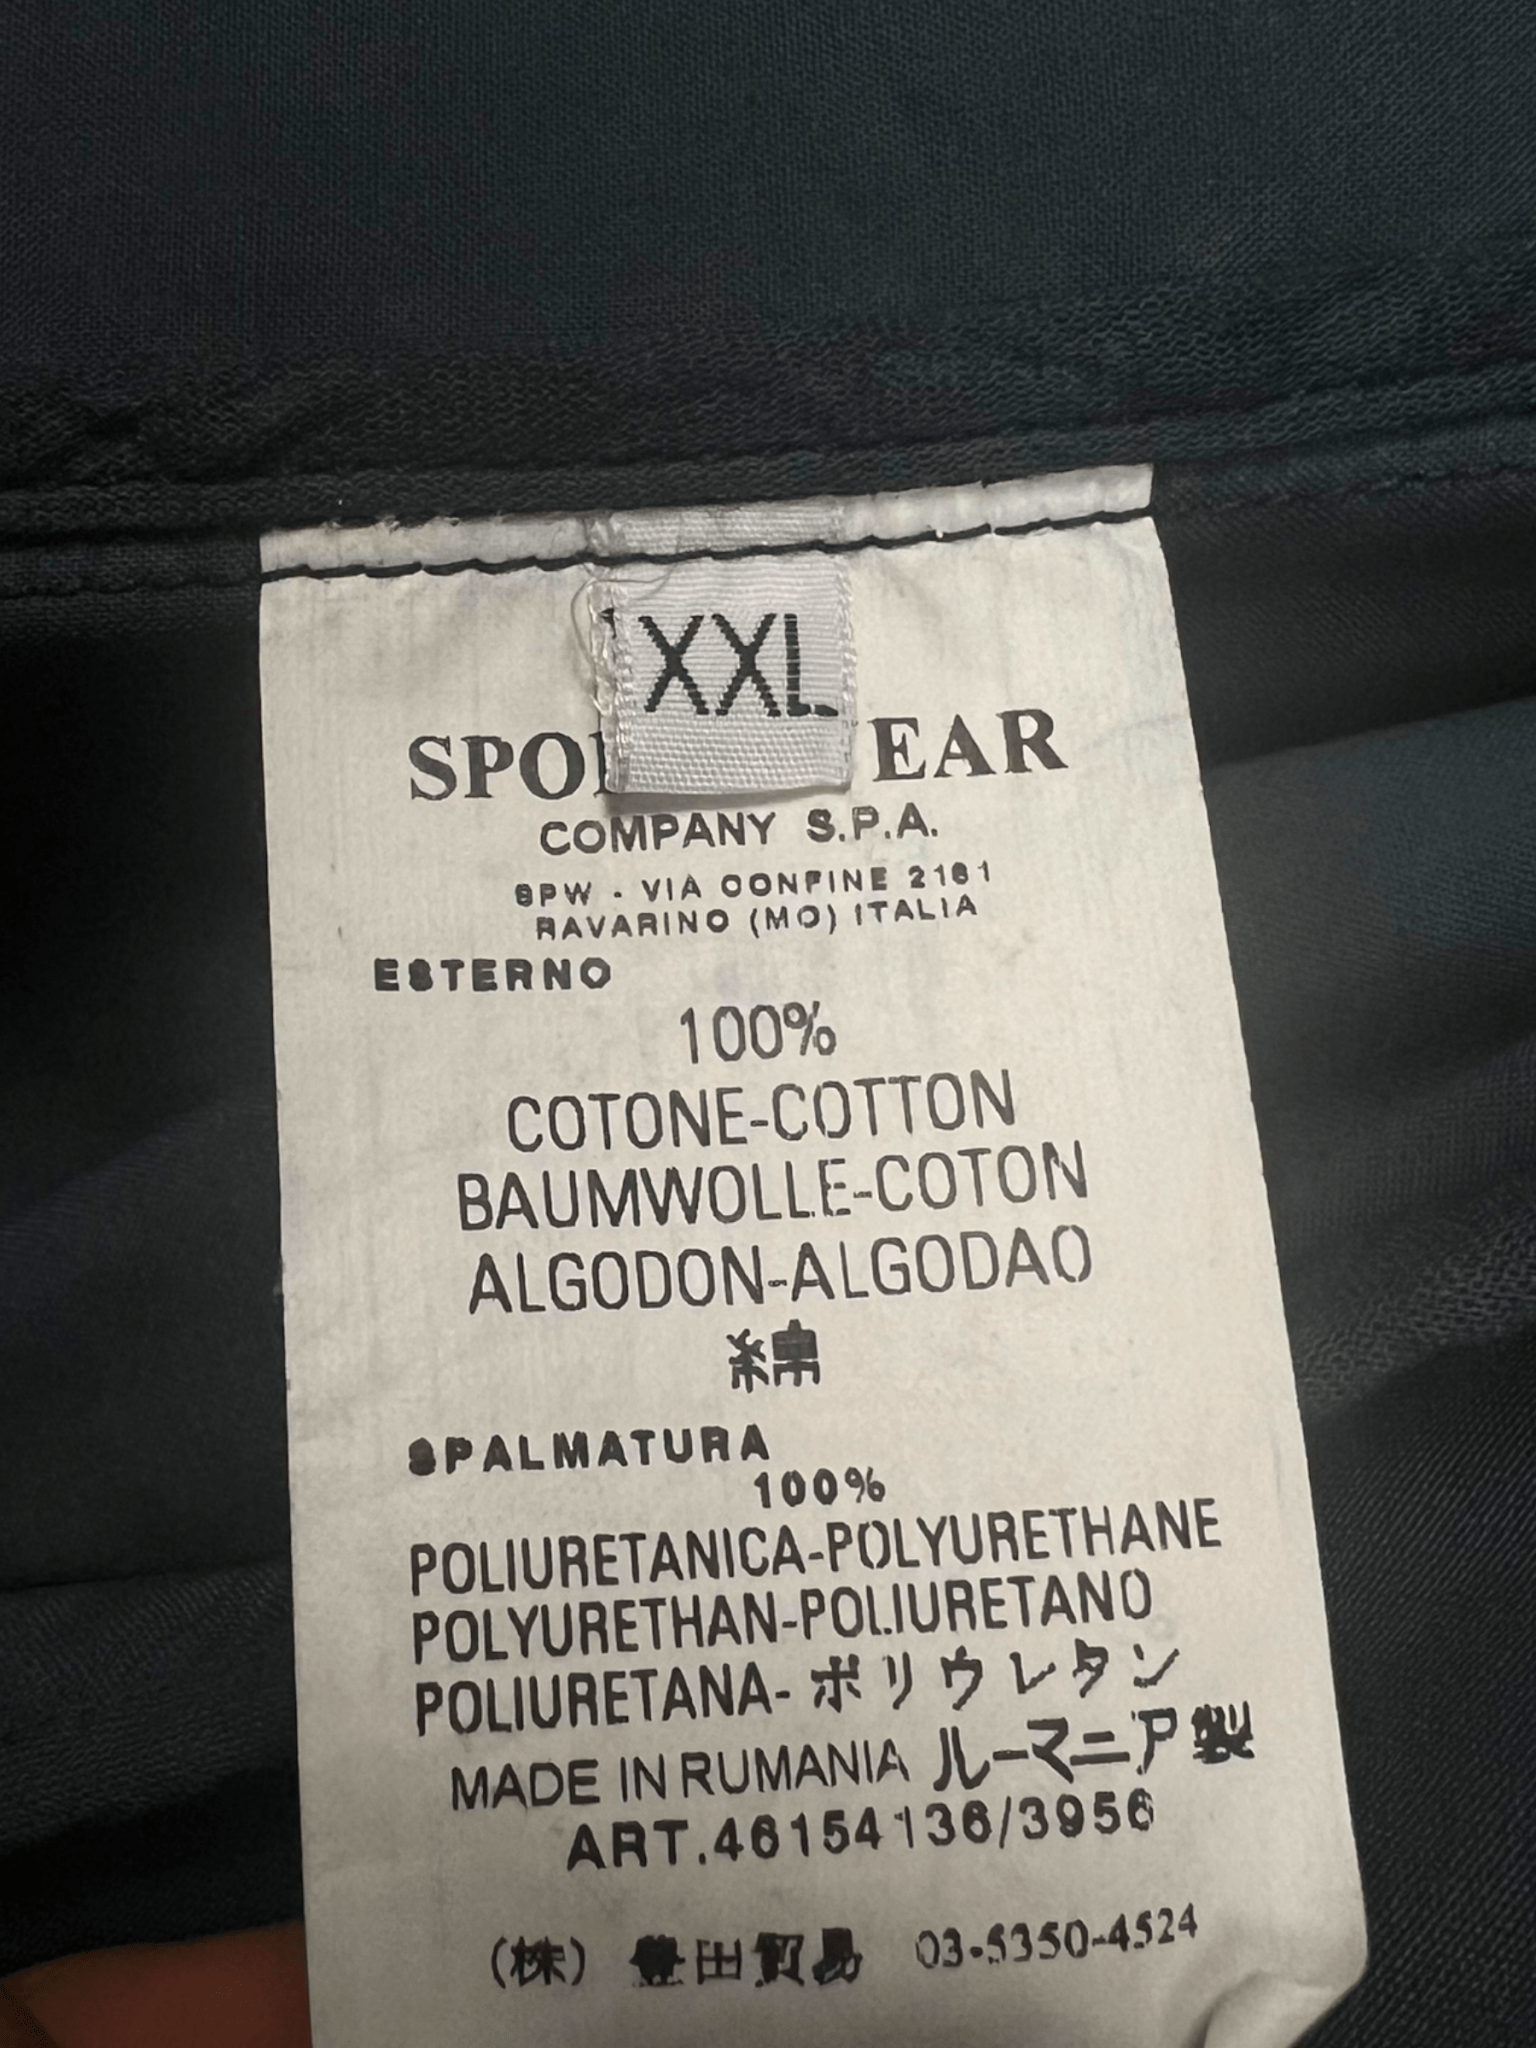 XXL
SPO EAR
COMPANY S.P.A.
SPW - VIA CONFINE 2161
RAVARINO (MO) ITALIA
ESTERNO
100%
COTONE-COTTON
BAUMWOLLE-COTON
ALGODON-ALGODAO
綿
SPALMATURA
100%
POLIURETANICA-POLYURETHANE
POLYURETHAN-POLIURETANO
POLIURETANA-ポリウレタン
MADE IN RUMANIA ルーマニア製
ART.46154136/3956
(株) 豊田貿易 03-5350-4524